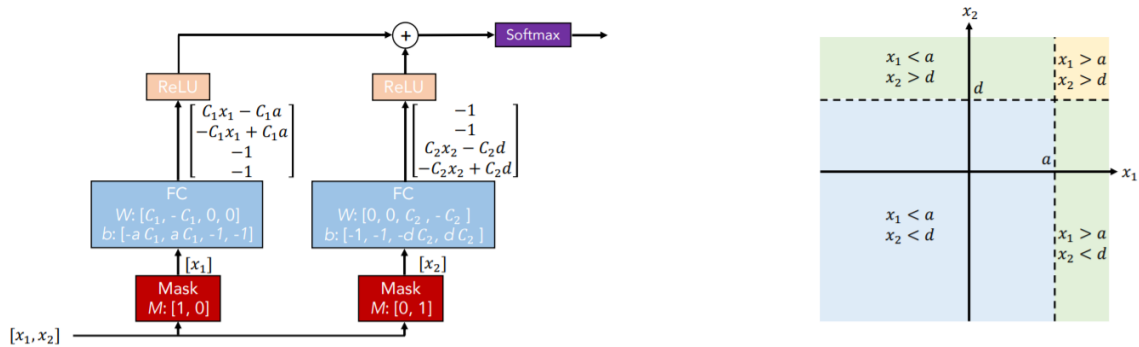 +
Softmax
ReLU
ReLU
C₁x₁ − C₁a
−C₁x₁ + C₁a
−1
−1
−1
−1
C₂x₂ − C₂d
−C₂x₂ + C₂d
FC
W: [C₁, - C₁, 0, 0]
b: [-a C₁, a C₁, -1, -1]
FC
W: [0, 0, C₂ , - C₂ ]
b: [-1, -1, -d C₂, d C₂ ]
[x₁]
[x₂]
Mask
M: [1, 0]
Mask
M: [0, 1]
[x₁, x₂]
x₂
x₁ < a
x₂ > d
x₁ > a
x₂ > d
d
a
x₁
x₁ < a
x₂ < d
x₁ > a
x₂ < d